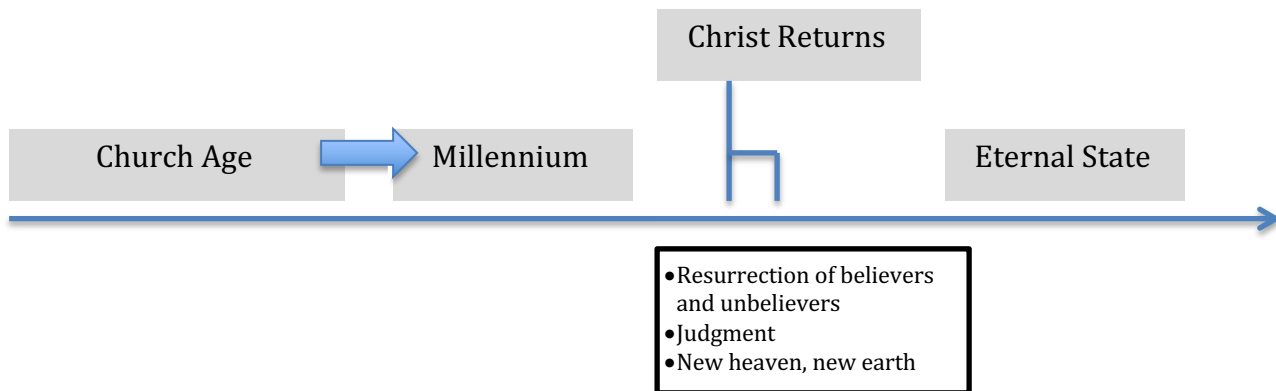 Christ Returns
Church Age
Millennium
Eternal State
•Resurrection of believers
and unbelievers
•Judgment
•New heaven, new earth